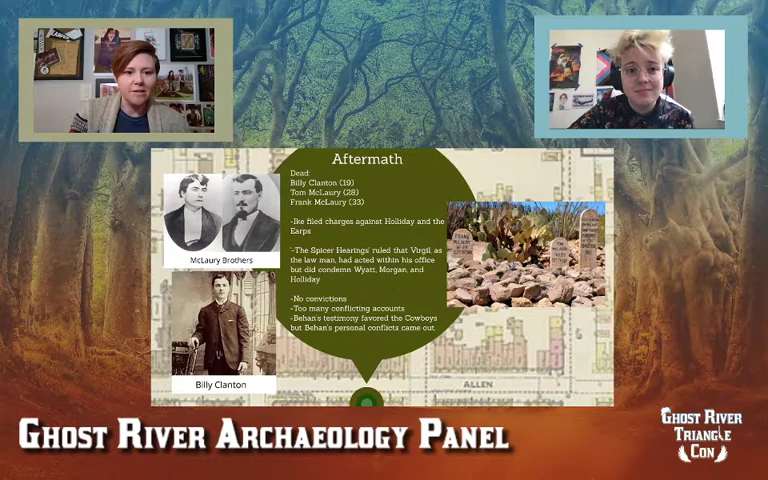 Aftermath
Dead:
Billy Clanton (19)
Tom McLaury (28)
Frank McLaury (33)
-Ike filed charges against Holliday and the
Earps
-'The Spicer Hearings' ruled that Virgil, as
the law man, had acted within his office
but did condemn Wyatt, Morgan, and
Holliday
-No convictions
-Too many conflicting accounts
-Behan's testimony favored the Cowboys
but Behan's personal conflicts came out.
McLaury Brothers
Billy Clanton
FRANK
McLAURY
TOM
ALLEN
GHOST RIVER ARCHAEOLOGY PANEL
GHOST RIVER
TRIANGLE
CON